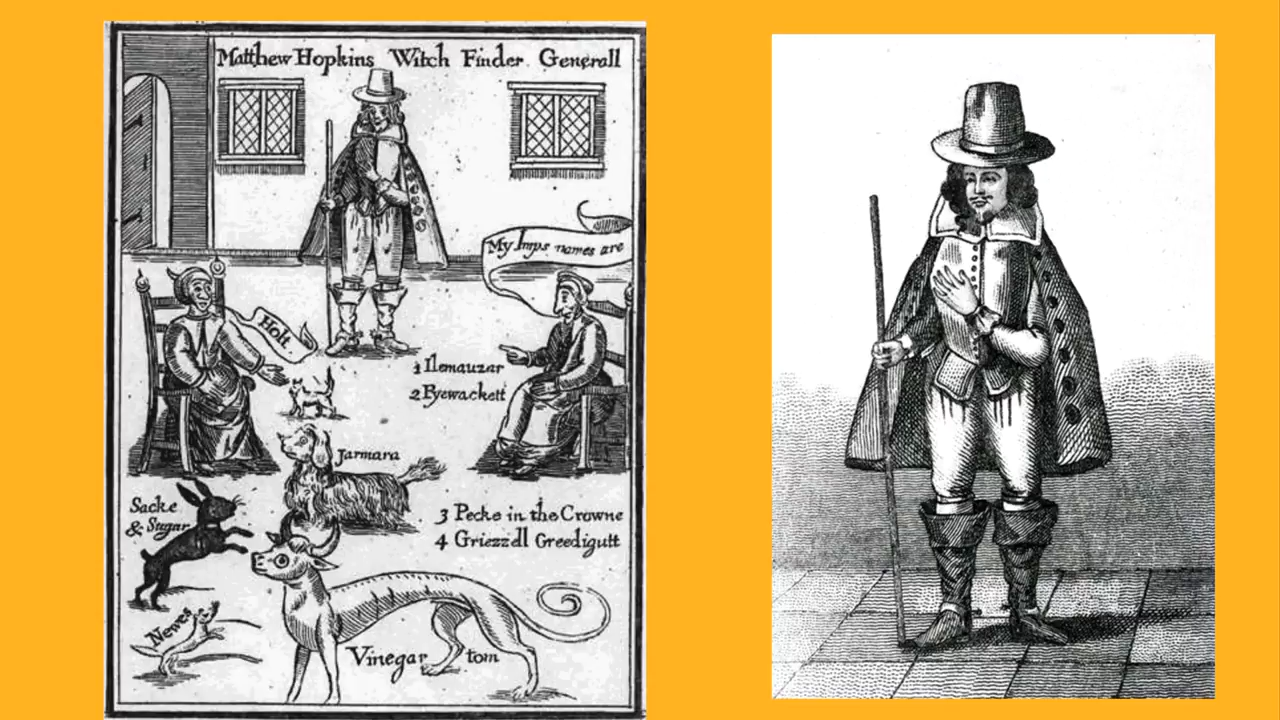 Matthew Hopkins Witch Finder Generall
My Imps names are
Holt.
1 Ilemauzar
2 Pyewackett
Jarmara
Sacke
& Sugar
3 Pecke in the Crowne
4 Griezzell Greedigutt
Newes
Vinegar tom